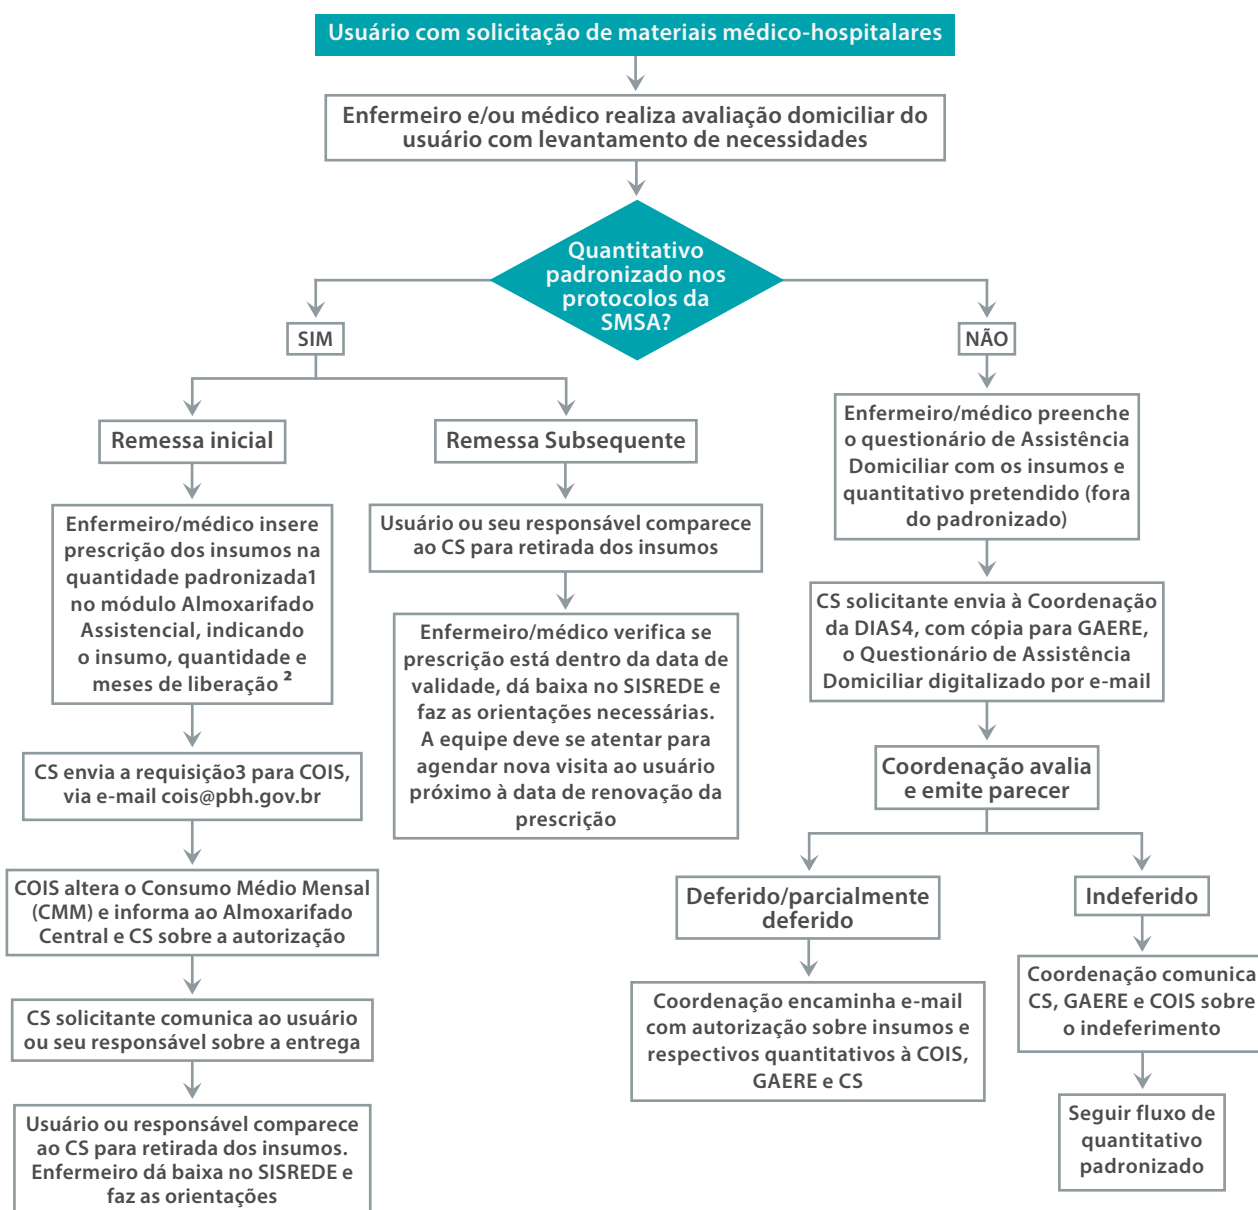 Usuário com solicitação de materiais médico-hospitalares
Enfermeiro e/ou médico realiza avaliação domiciliar do
usuário com levantamento de necessidades
Quantitativo
padronizado nos
protocolos da
SMSA?
SIM
NÃO
Remessa inicial
Enfermeiro/médico insere
prescrição dos insumos na
quantidade padronizada1
no módulo Almoxarifado
Assistencial, indicando
o insumo, quantidade e
meses de liberação ²
CS envia a requisição3 para COIS,
via e-mail cois@pbh.gov.br
COIS altera o Consumo Médio Mensal
(CMM) e informa ao Almoxarifado
Central e CS sobre a autorização
CS solicitante comunica ao usuário
ou seu responsável sobre a entrega
Usuário ou responsável comparece
ao CS para retirada dos insumos.
Enfermeiro dá baixa no SISREDE e
faz as orientações
Remessa Subsequente
Usuário ou seu responsável comparece
ao CS para retirada dos insumos
Enfermeiro/médico verifica se
prescrição está dentro da data de
validade, dá baixa no SISREDE e
faz as orientações necessárias.
A equipe deve se atentar para
agendar nova visita ao usuário
próximo à data de renovação da
prescrição
Enfermeiro/médico preenche
o questionário de Assistência
Domiciliar com os insumos e
quantitativo pretendido (fora
do padronizado)
CS solicitante envia à Coordenação
da DIAS4, com cópia para GAERE,
o Questionário de Assistência
Domiciliar digitalizado por e-mail
Coordenação avalia
e emite parecer
Deferido/parcialmente
deferido
Coordenação encaminha e-mail
com autorização sobre insumos e
respectivos quantitativos à COIS,
GAERE e CS
Indeferido
Coordenação comunica
CS, GAERE e COIS sobre
o indeferimento
Seguir fluxo de
quantitativo
padronizado